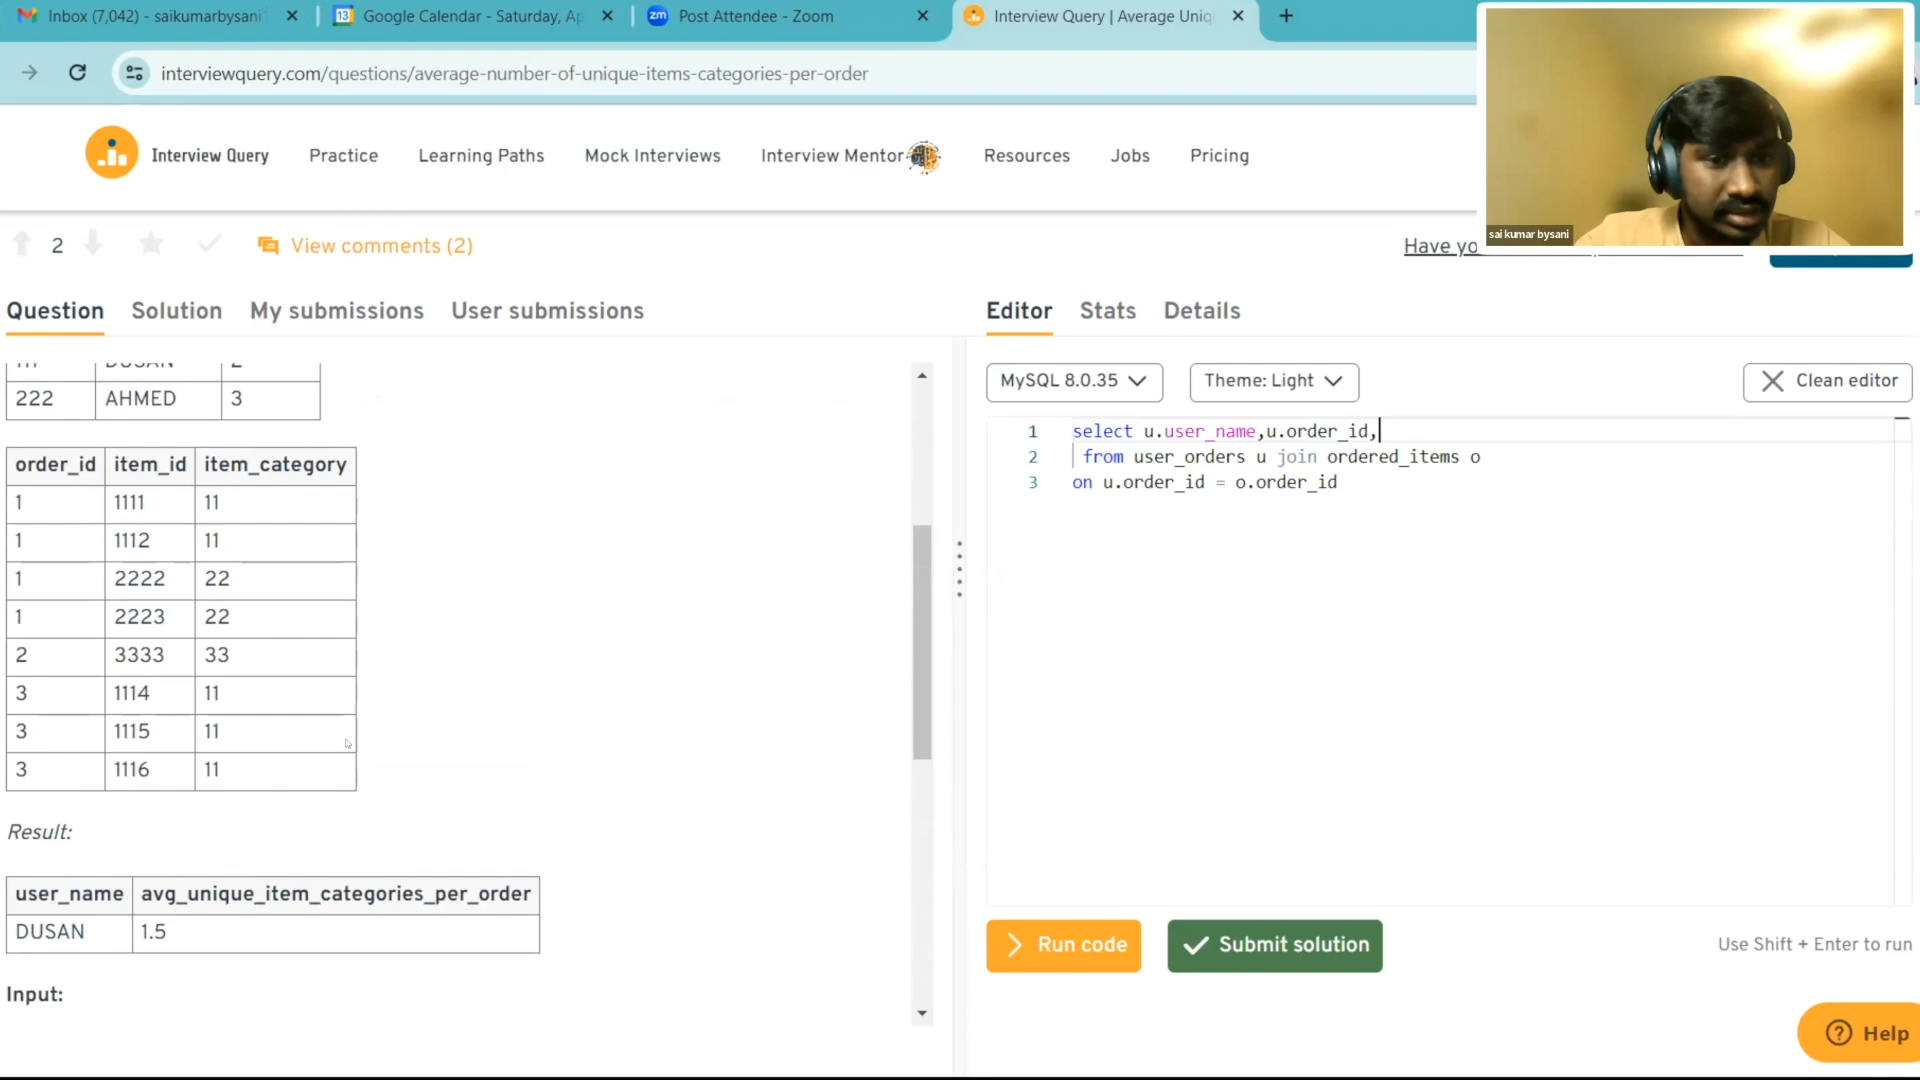 Inbox (7,042) - saikumarbysani
Google Calendar - Saturday, Ap
zm Post Attendee - Zoom
Interview Query | Average Uniq
interviewquery.com/questions/average-number-of-unique-items-categories-per-order
Interview Query Practice Learning Paths Mock Interviews Interview Mentor Resources Jobs Pricing
sai kumar bysani
2 View comments (2)
Have yo
Question Solution My submissions User submissions
Editor Stats Details
MySQL 8.0.35 Theme: Light Clean editor
DUSAN
222 AHMED 3
order_id item_id item_category
1 1111 11
1 1112 11
1 2222 22
1 2223 22
2 3333 33
3 1114 11
3 1115 11
3 1116 11
Result:
user_name avg_unique_item_categories_per_order
DUSAN 1.5
Input:
1 select u.user_name,u.order_id,
2 from user_orders u join ordered_items o
3 on u.order_id = o.order_id
Run code Submit solution Use Shift + Enter to run
Help